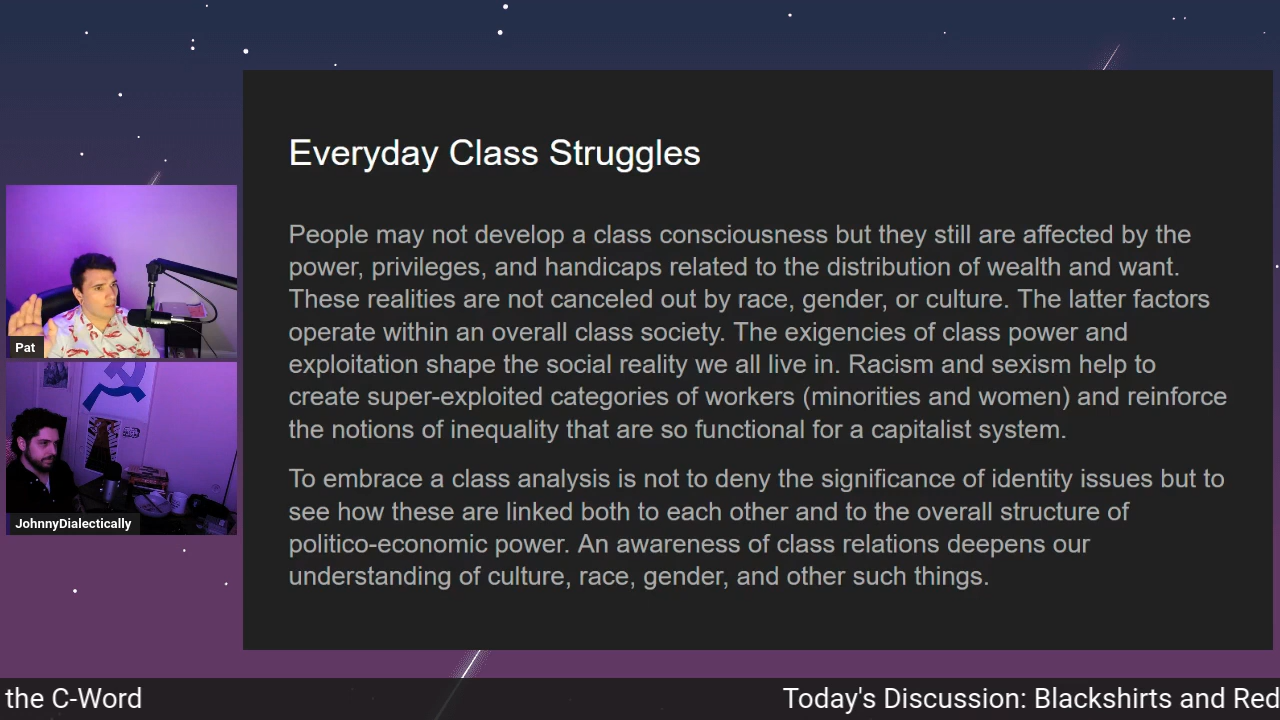 Everyday Class Struggles
People may not develop a class consciousness but they still are affected by the
power, privileges, and handicaps related to the distribution of wealth and want.
These realities are not canceled out by race, gender, or culture. The latter factors
operate within an overall class society. The exigencies of class power and
exploitation shape the social reality we all live in. Racism and sexism help to
create super-exploited categories of workers (minorities and women) and reinforce
the notions of inequality that are so functional for a capitalist system.
To embrace a class analysis is not to deny the significance of identity issues but to
see how these are linked both to each other and to the overall structure of
politico-economic power. An awareness of class relations deepens our
understanding of culture, race, gender, and other such things.
Pat
JohnnyDialectically
the C-Word
Today's Discussion: Blackshirts and Red